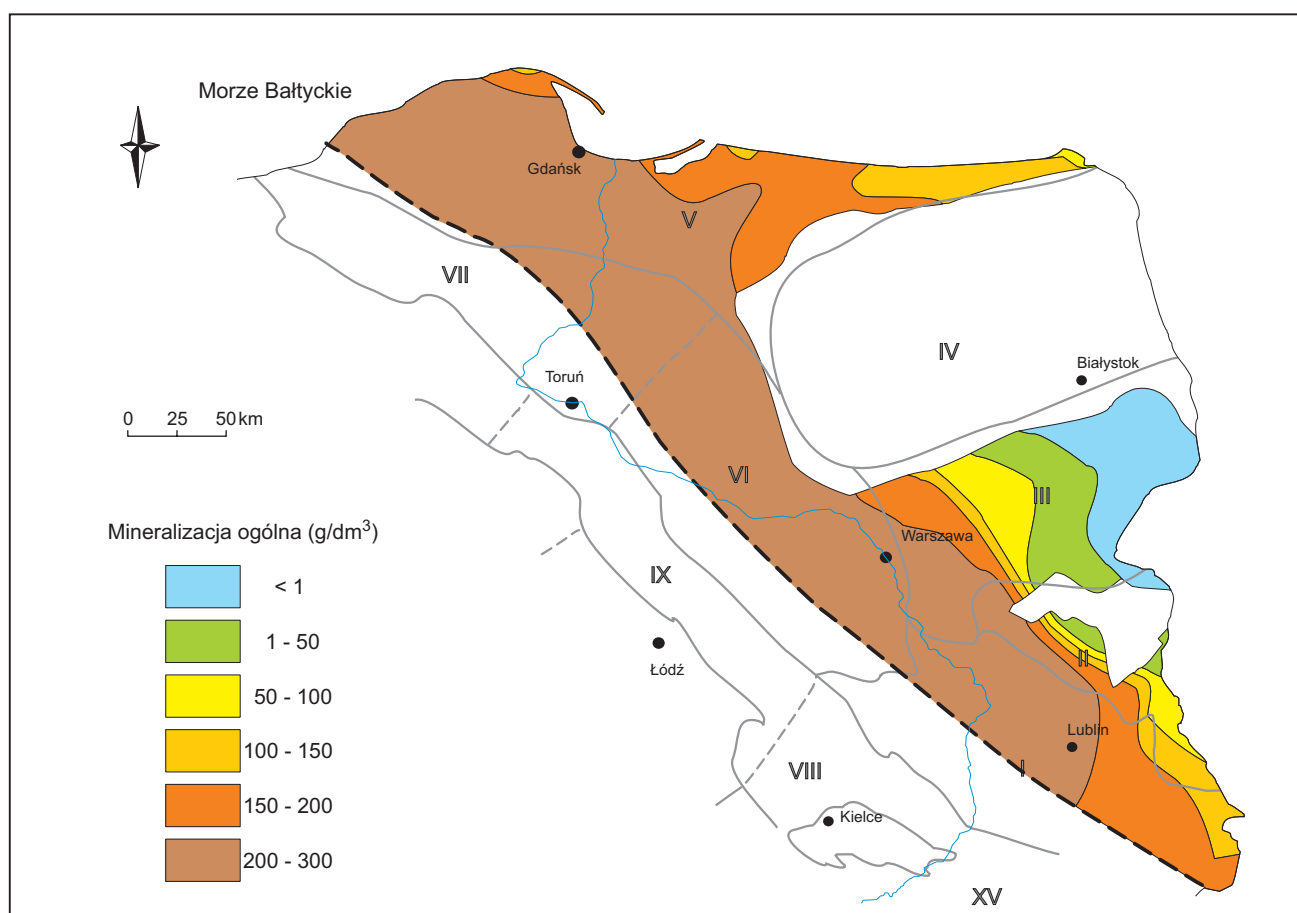 Morze Bałtyckie
Gdańsk
V
VII
IV
Białystok
Toruń
0 25 50 km
VI
III
Mineralizacja ogólna (g/dm³)
Warszawa
IX
< 1
1 - 50
Łódź
II
50 - 100
100 - 150
Lublin
VIII
I
150 - 200
Kielce
200 - 300
XV